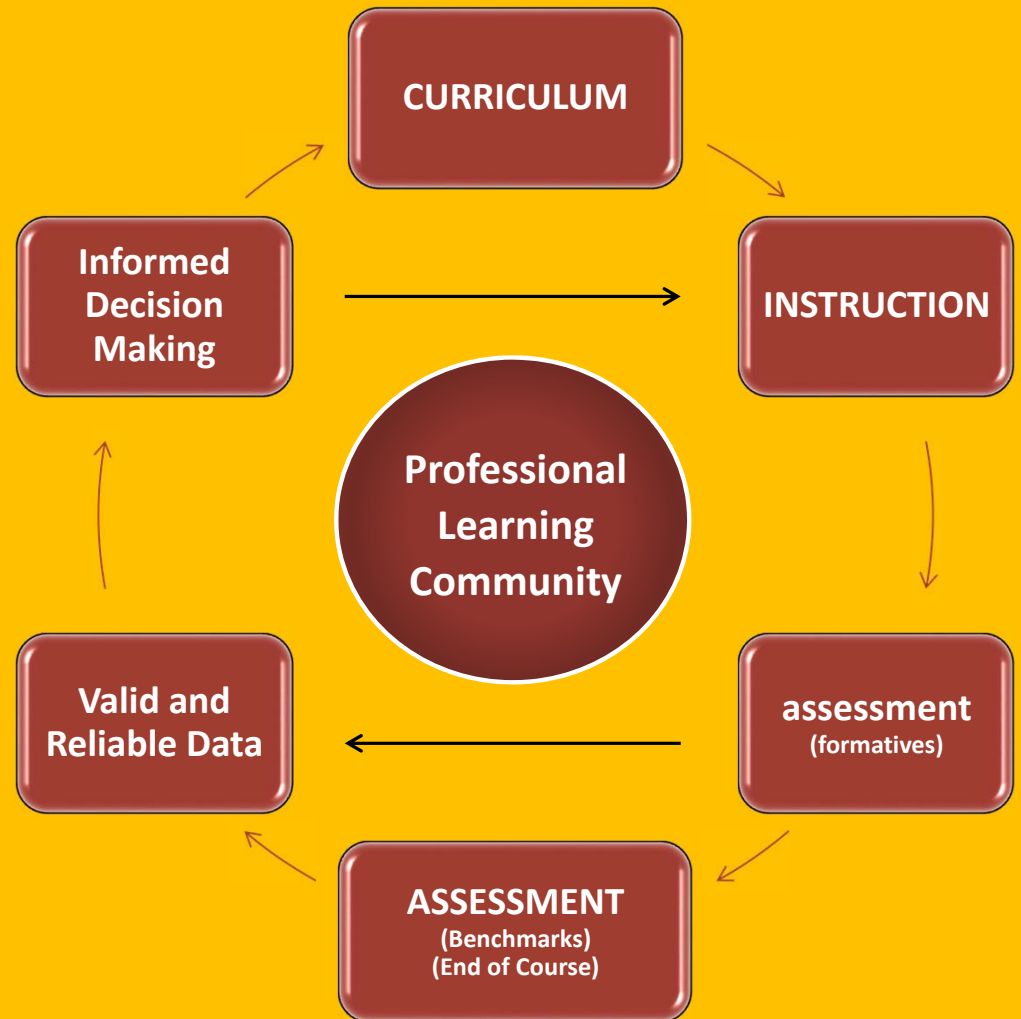 CURRICULUM
Informed
Decision
Making
INSTRUCTION
Professional
Learning
Community
Valid and
Reliable Data
assessment
(formatives)
ASSESSMENT
(Benchmarks)
(End of Course)